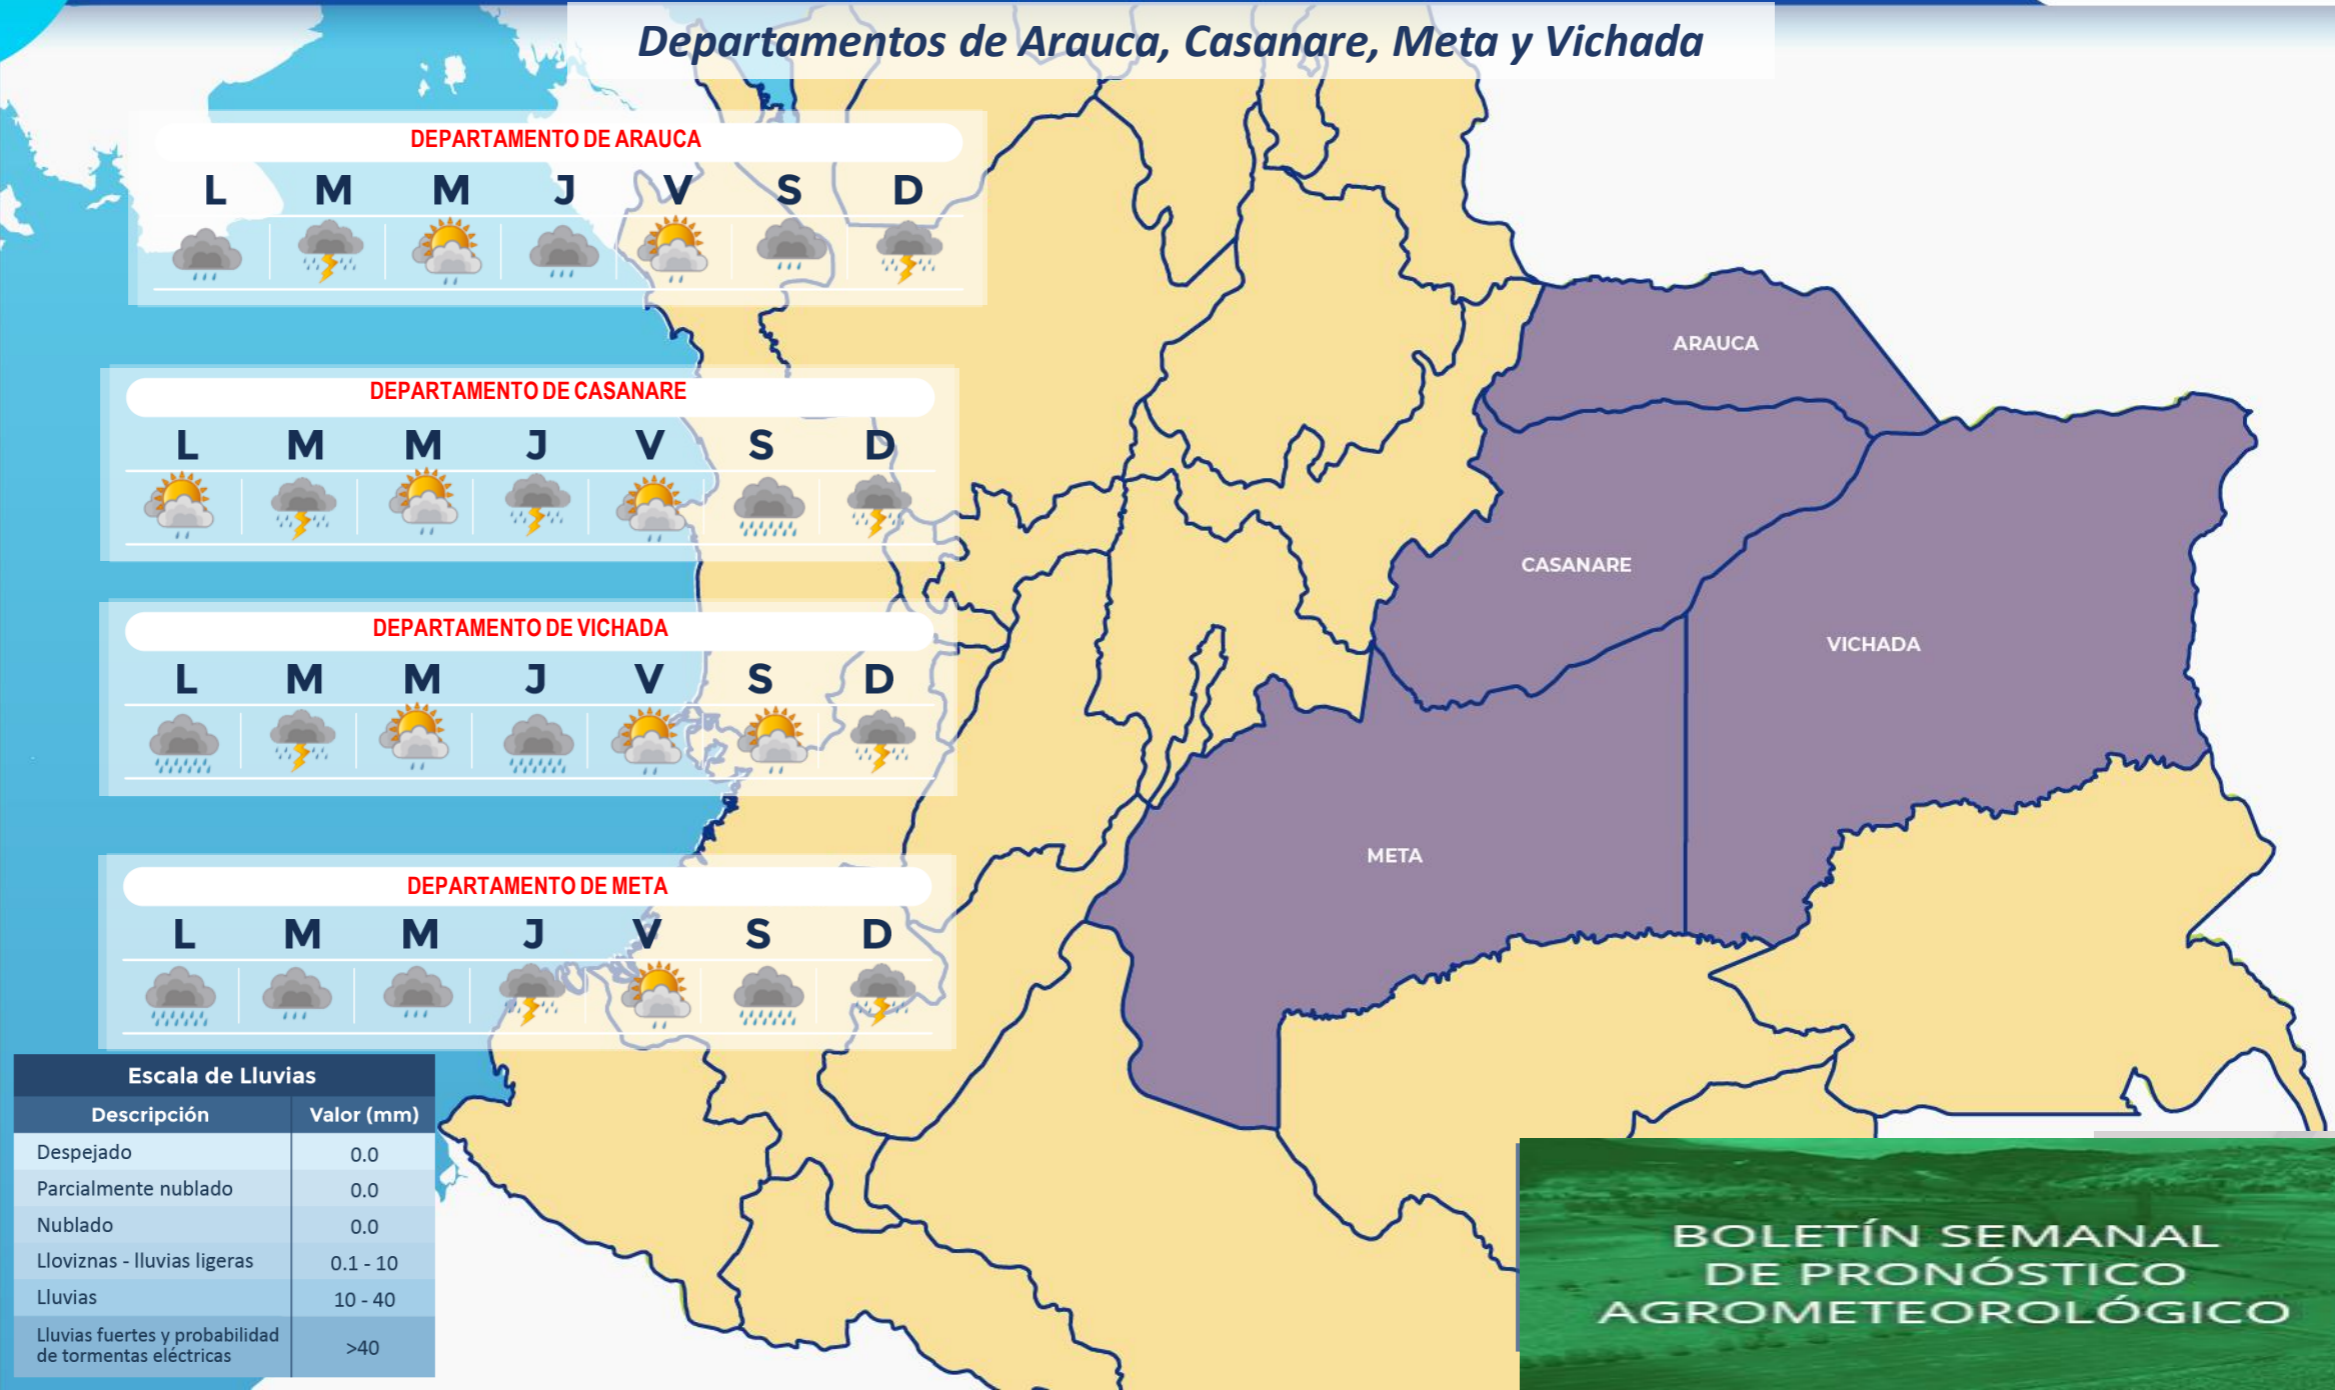 Departamentos de Arauca, Casanare, Meta y Vichada
DEPARTAMENTO DE ARAUCA
L M M J V S D
DEPARTAMENTO DE CASANARE
L M M J V S D
DEPARTAMENTO DE VICHADA
L M M J V S D
DEPARTAMENTO DE META
L M M J V S D
ARAUCA
CASANARE
VICHADA
META
Escala de Lluvias
Descripción Valor (mm)
Despejado 0.0
Parcialmente nublado 0.0
Nublado 0.0
Lloviznas - lluvias ligeras 0.1 - 10
Lluvias 10 - 40
Lluvias fuertes y probabilidad
de tormentas eléctricas >40
BOLETÍN SEMANAL
DE PRONÓSTICO
AGROMETEOROLÓGICO